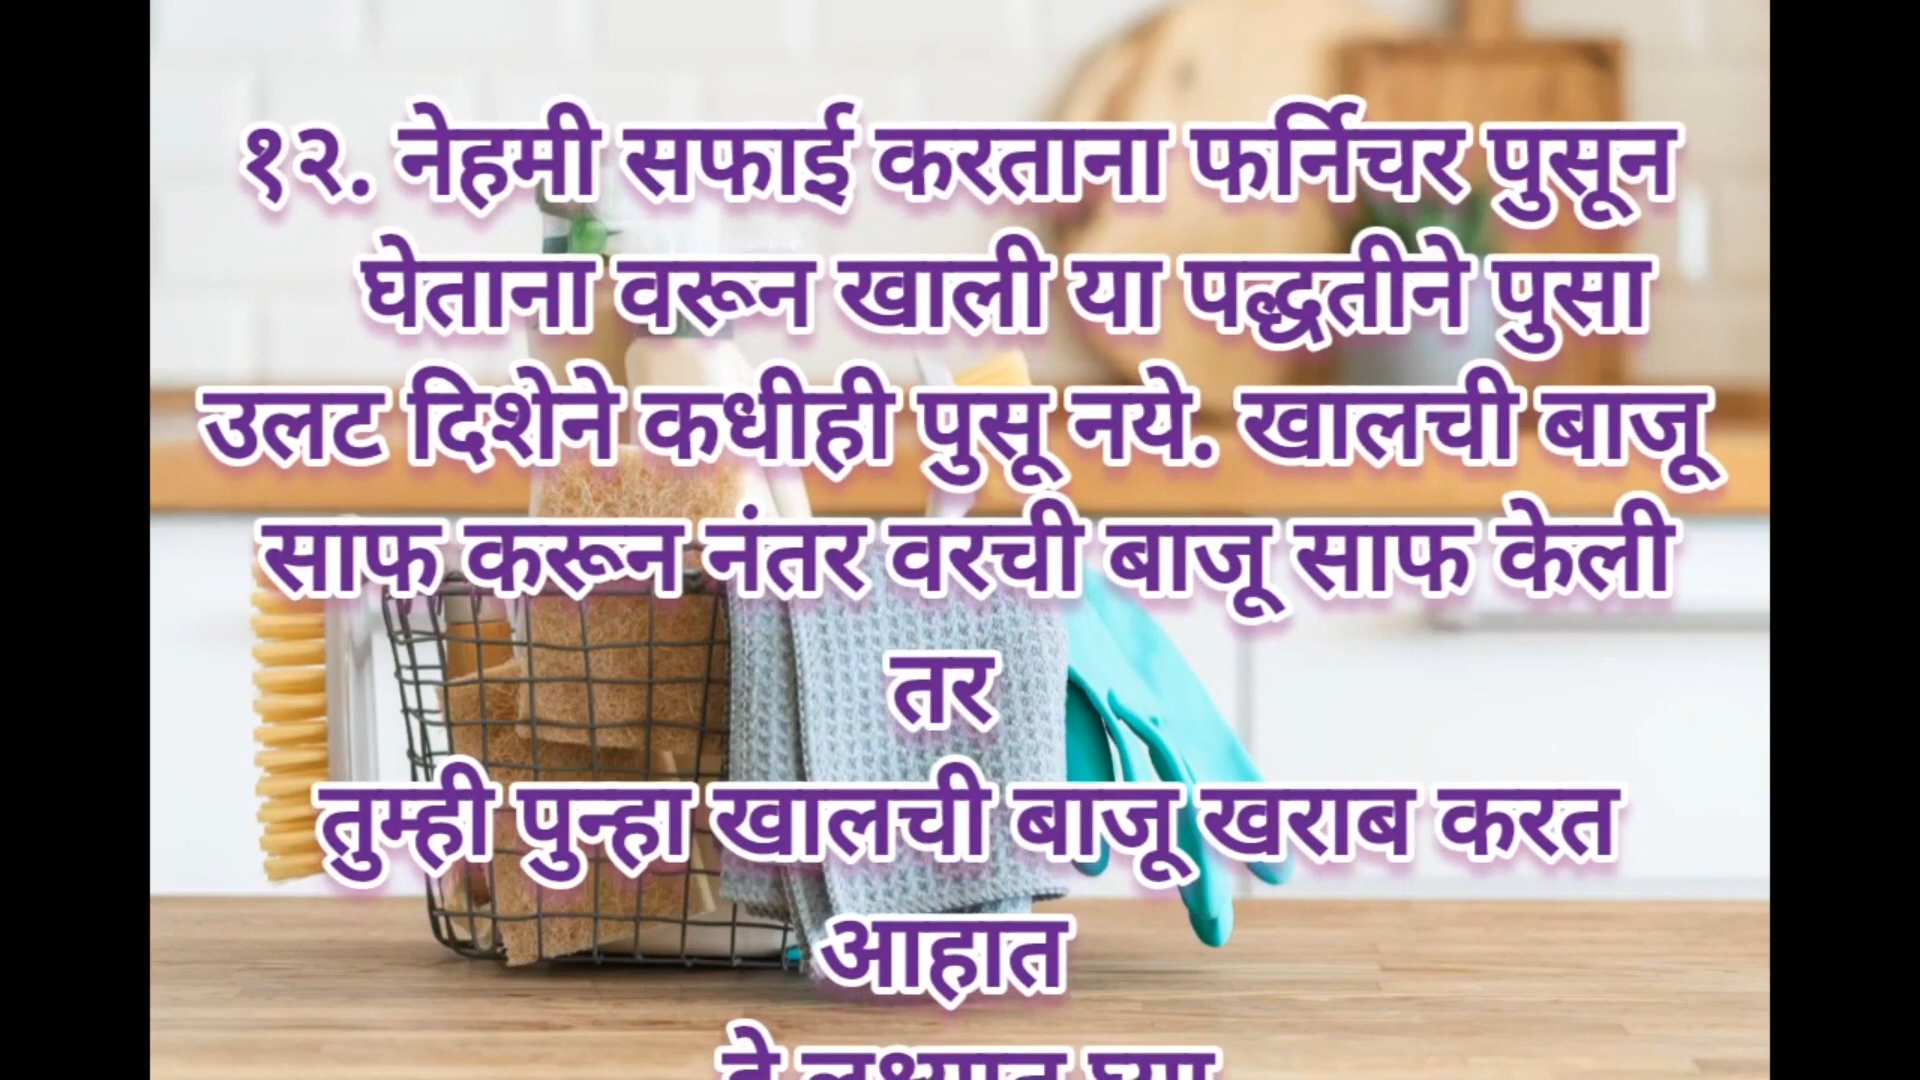 १२. नेहमी सफाई करताना फर्निचर पुसून
घेताना वरून खाली या पद्धतीने पुसा
उलट दिशेने कधीही पुसू नये. खालची बाजू
साफ करून नंतर वरची बाजू साफ केली
तर
तुम्ही पुन्हा खालची बाजू खराब करत
आहात
हे लक्ष्यात घ्या